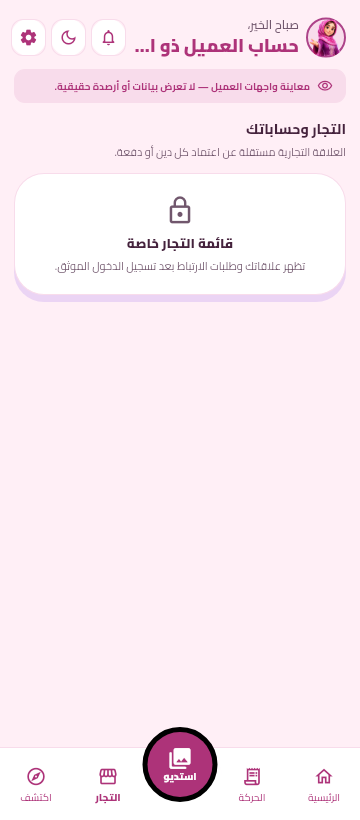 صباح الخير،
حساب العميل ذو ا...
معاينة واجهات العميل — لا تعرض بيانات أو أرصدة حقيقية.
التجار وحساباتك
العلاقة التجارية مستقلة عن اعتماد كل دين أو دفعة.
قائمة التجار خاصة
تظهر علاقاتك وطلبات الارتباط بعد تسجيل الدخول الموثق.
الرئيسية
الحركة
استديو
التجار
اكتشف